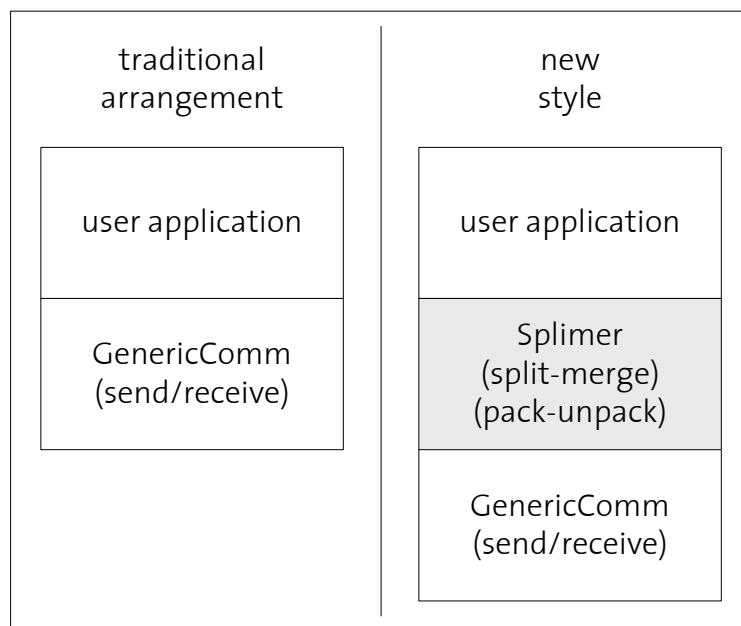 traditional
arrangement
user application
GenericComm
(send/receive)
new
style
user application
Splimer
(split-merge)
(pack-unpack)
GenericComm
(send/receive)